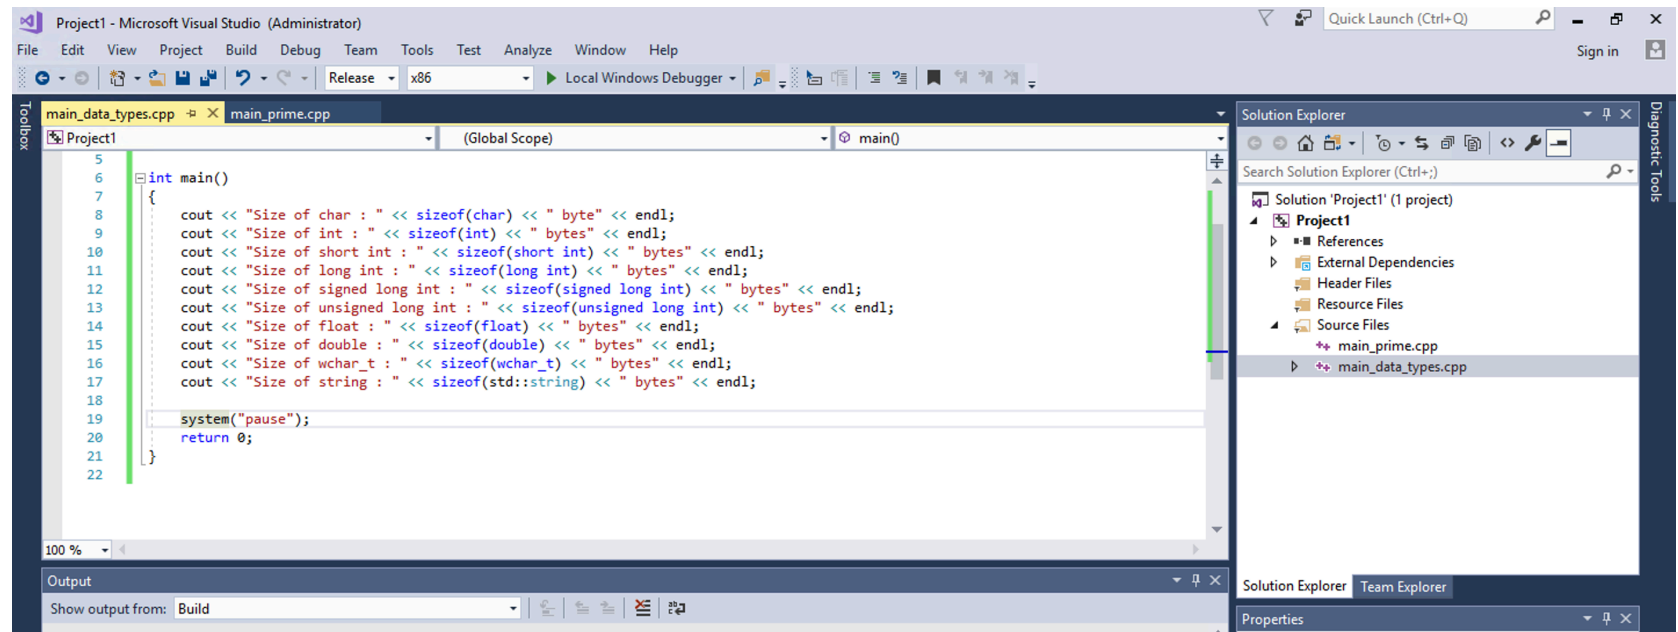 Project1 - Microsoft Visual Studio (Administrator)
Quick Launch (Ctrl+Q)
File Edit View Project Build Debug Team Tools Test Analyze Window Help
Sign in
Release x86 Local Windows Debugger
Toolbox
main_data_types.cpp main_prime.cpp
Project1 (Global Scope) main()
5
6 int main()
7 {
8 cout << "Size of char : " << sizeof(char) << " byte" << endl;
9 cout << "Size of int : " << sizeof(int) << " bytes" << endl;
10 cout << "Size of short int : " << sizeof(short int) << " bytes" << endl;
11 cout << "Size of long int : " << sizeof(long int) << " bytes" << endl;
12 cout << "Size of signed long int : " << sizeof(signed long int) << " bytes" << endl;
13 cout << "Size of unsigned long int : " << sizeof(unsigned long int) << " bytes" << endl;
14 cout << "Size of float : " << sizeof(float) << " bytes" << endl;
15 cout << "Size of double : " << sizeof(double) << " bytes" << endl;
16 cout << "Size of wchar_t : " << sizeof(wchar_t) << " bytes" << endl;
17 cout << "Size of string : " << sizeof(std::string) << " bytes" << endl;
18
19 system("pause");
20 return 0;
21 }
22
100 %
Output
Show output from: Build
Solution Explorer
Search Solution Explorer (Ctrl+;)
Solution 'Project1' (1 project)
Project1
References
External Dependencies
Header Files
Resource Files
Source Files
main_prime.cpp
main_data_types.cpp
Solution Explorer Team Explorer
Properties
Diagnostic Tools